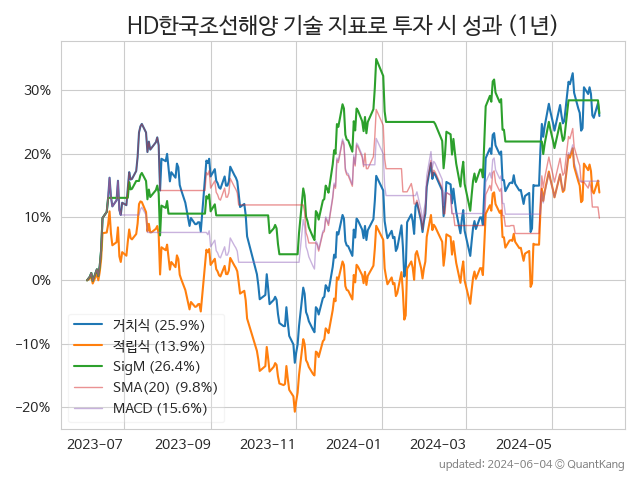 HD한국조선해양 기술 지표로 투자 시 성과 (1년)
30%
20%
10%
0%
−10%
−20%
거치식 (25.9%)
적립식 (13.9%)
SigM (26.4%)
SMA(20) (9.8%)
MACD (15.6%)
2023-07
2023-09
2023-11
2024-01
2024-03
2024-05
updated: 2024-06-04 © QuantKang